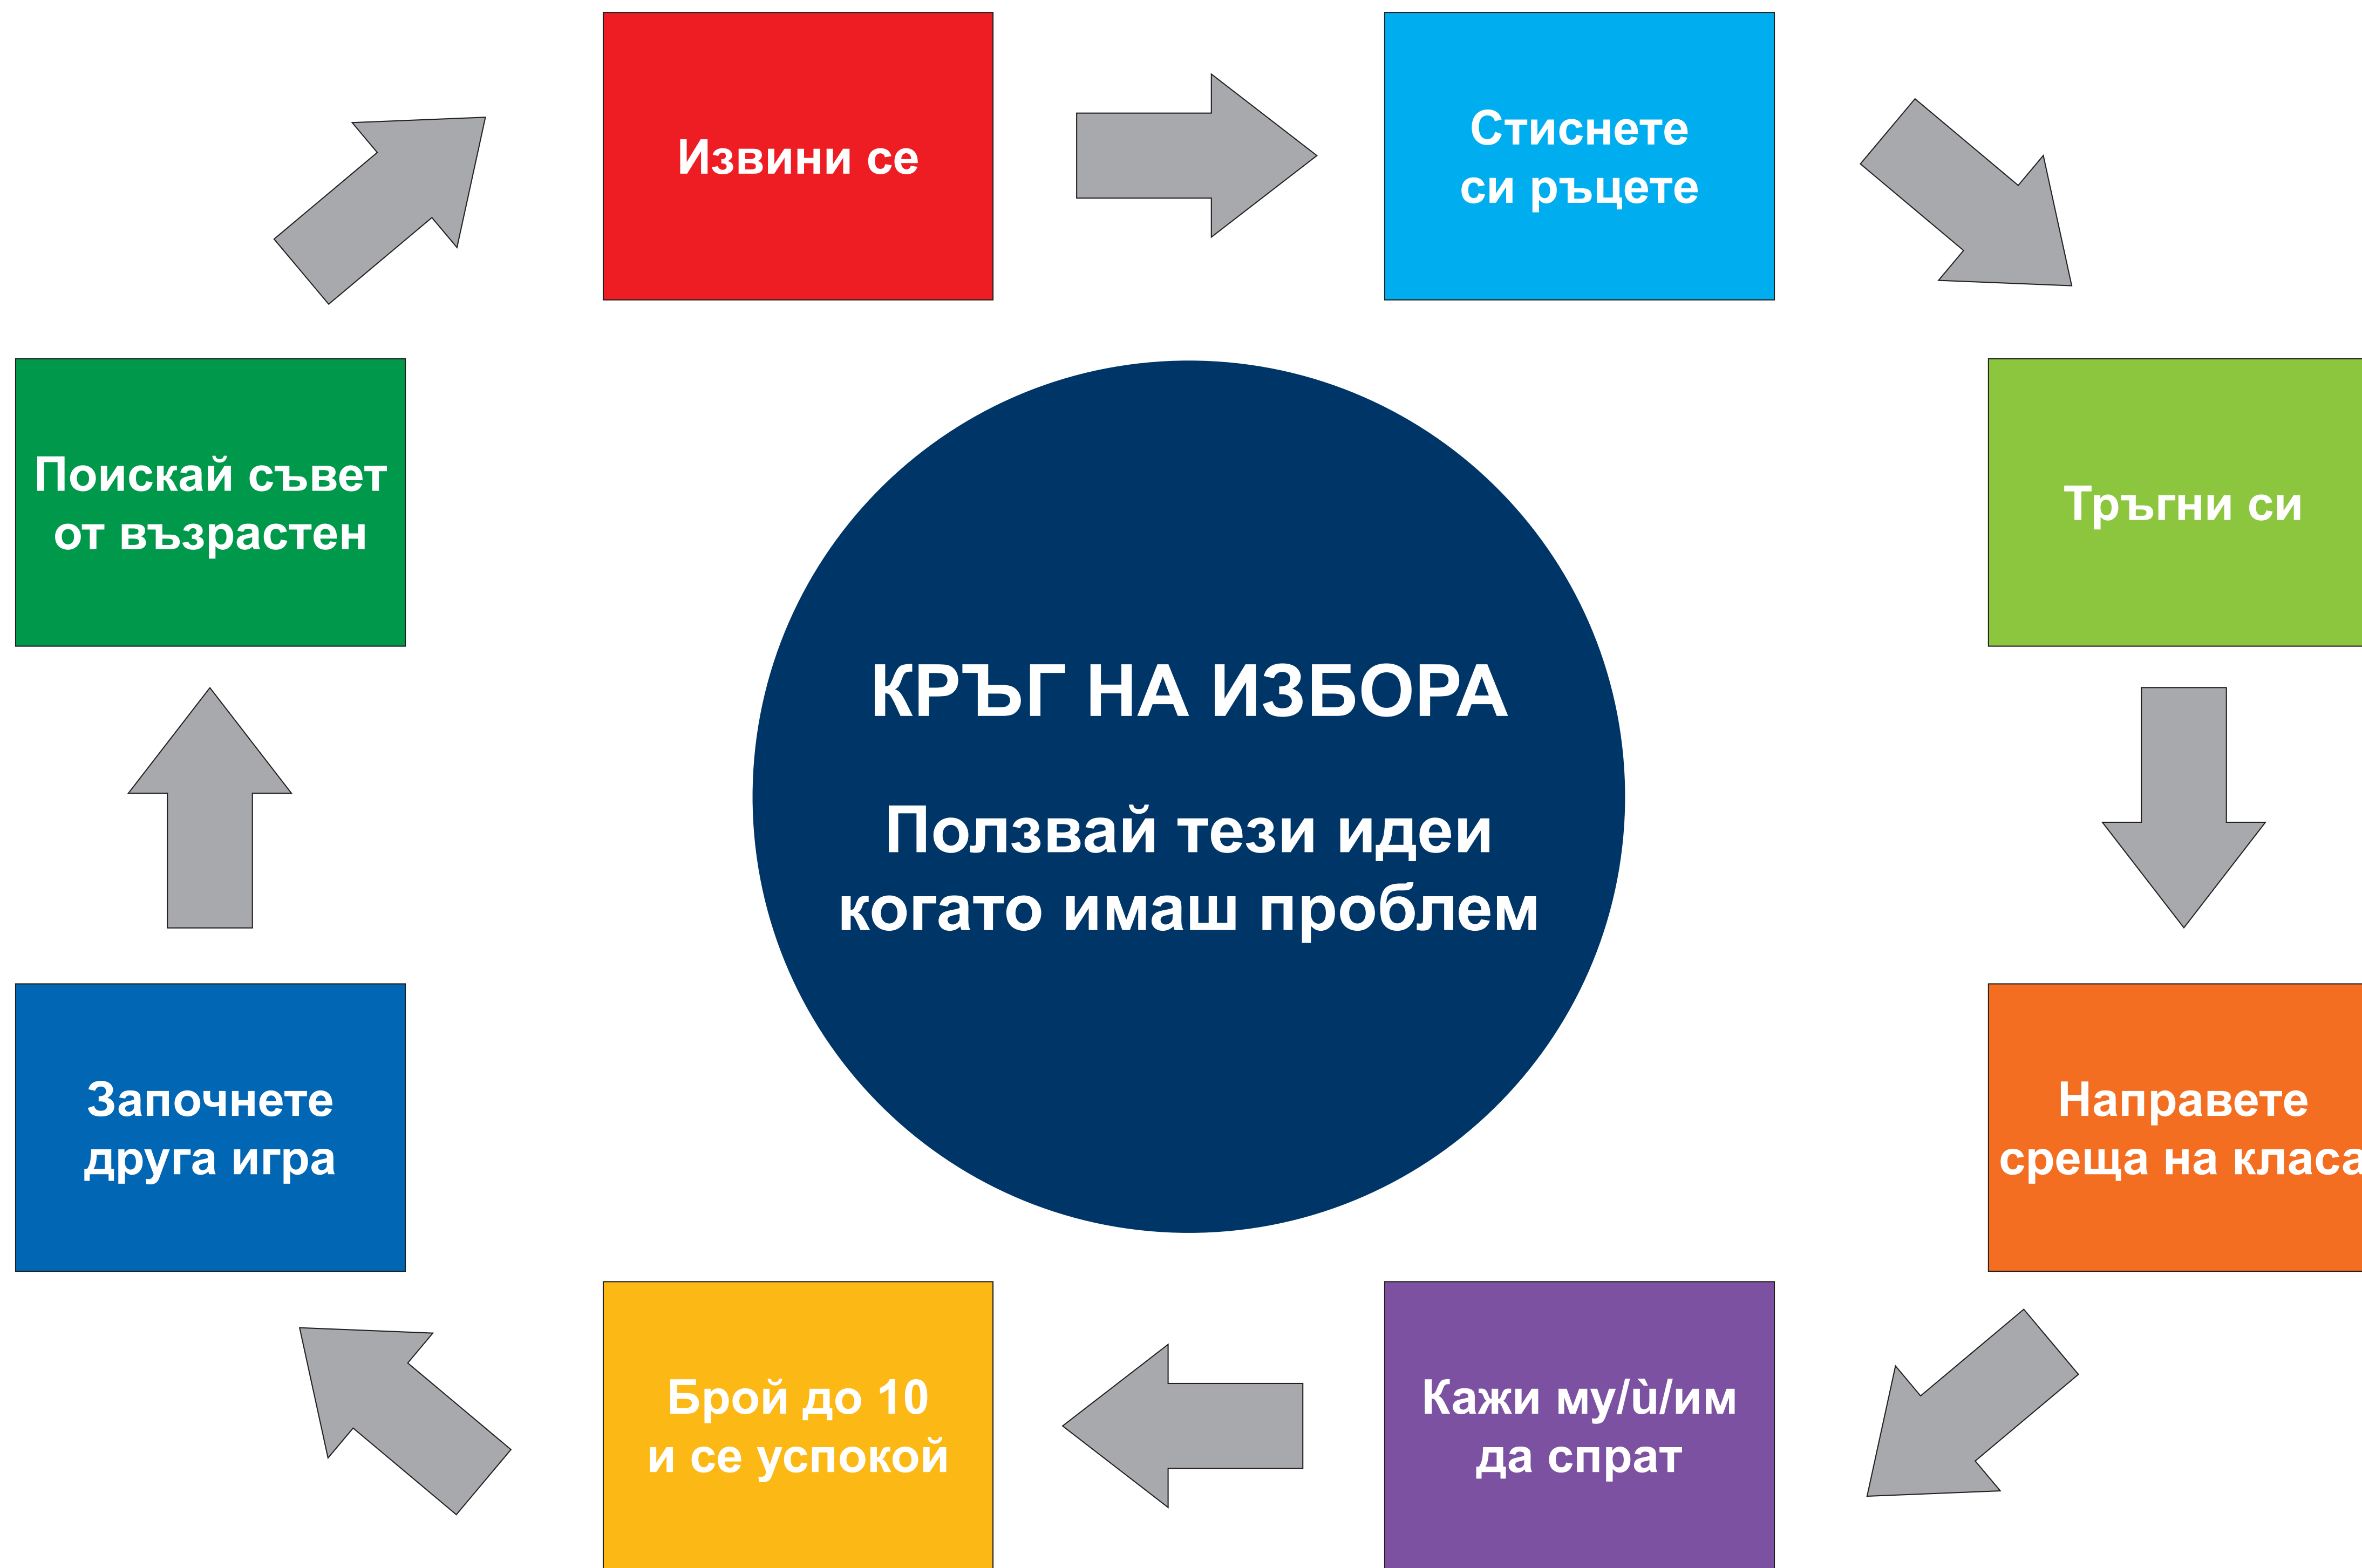 Извини се
Стиснете
си ръцете
Тръгни си
Направете
среща на класа
Кажи му/ѝ/им
да спрат
Брой до 10
и се успокой
Започнете
друга игра
Поискай съвет
от възрастен
КРЪГ НА ИЗБОРА
Ползвай тези идеи
когато имаш проблем